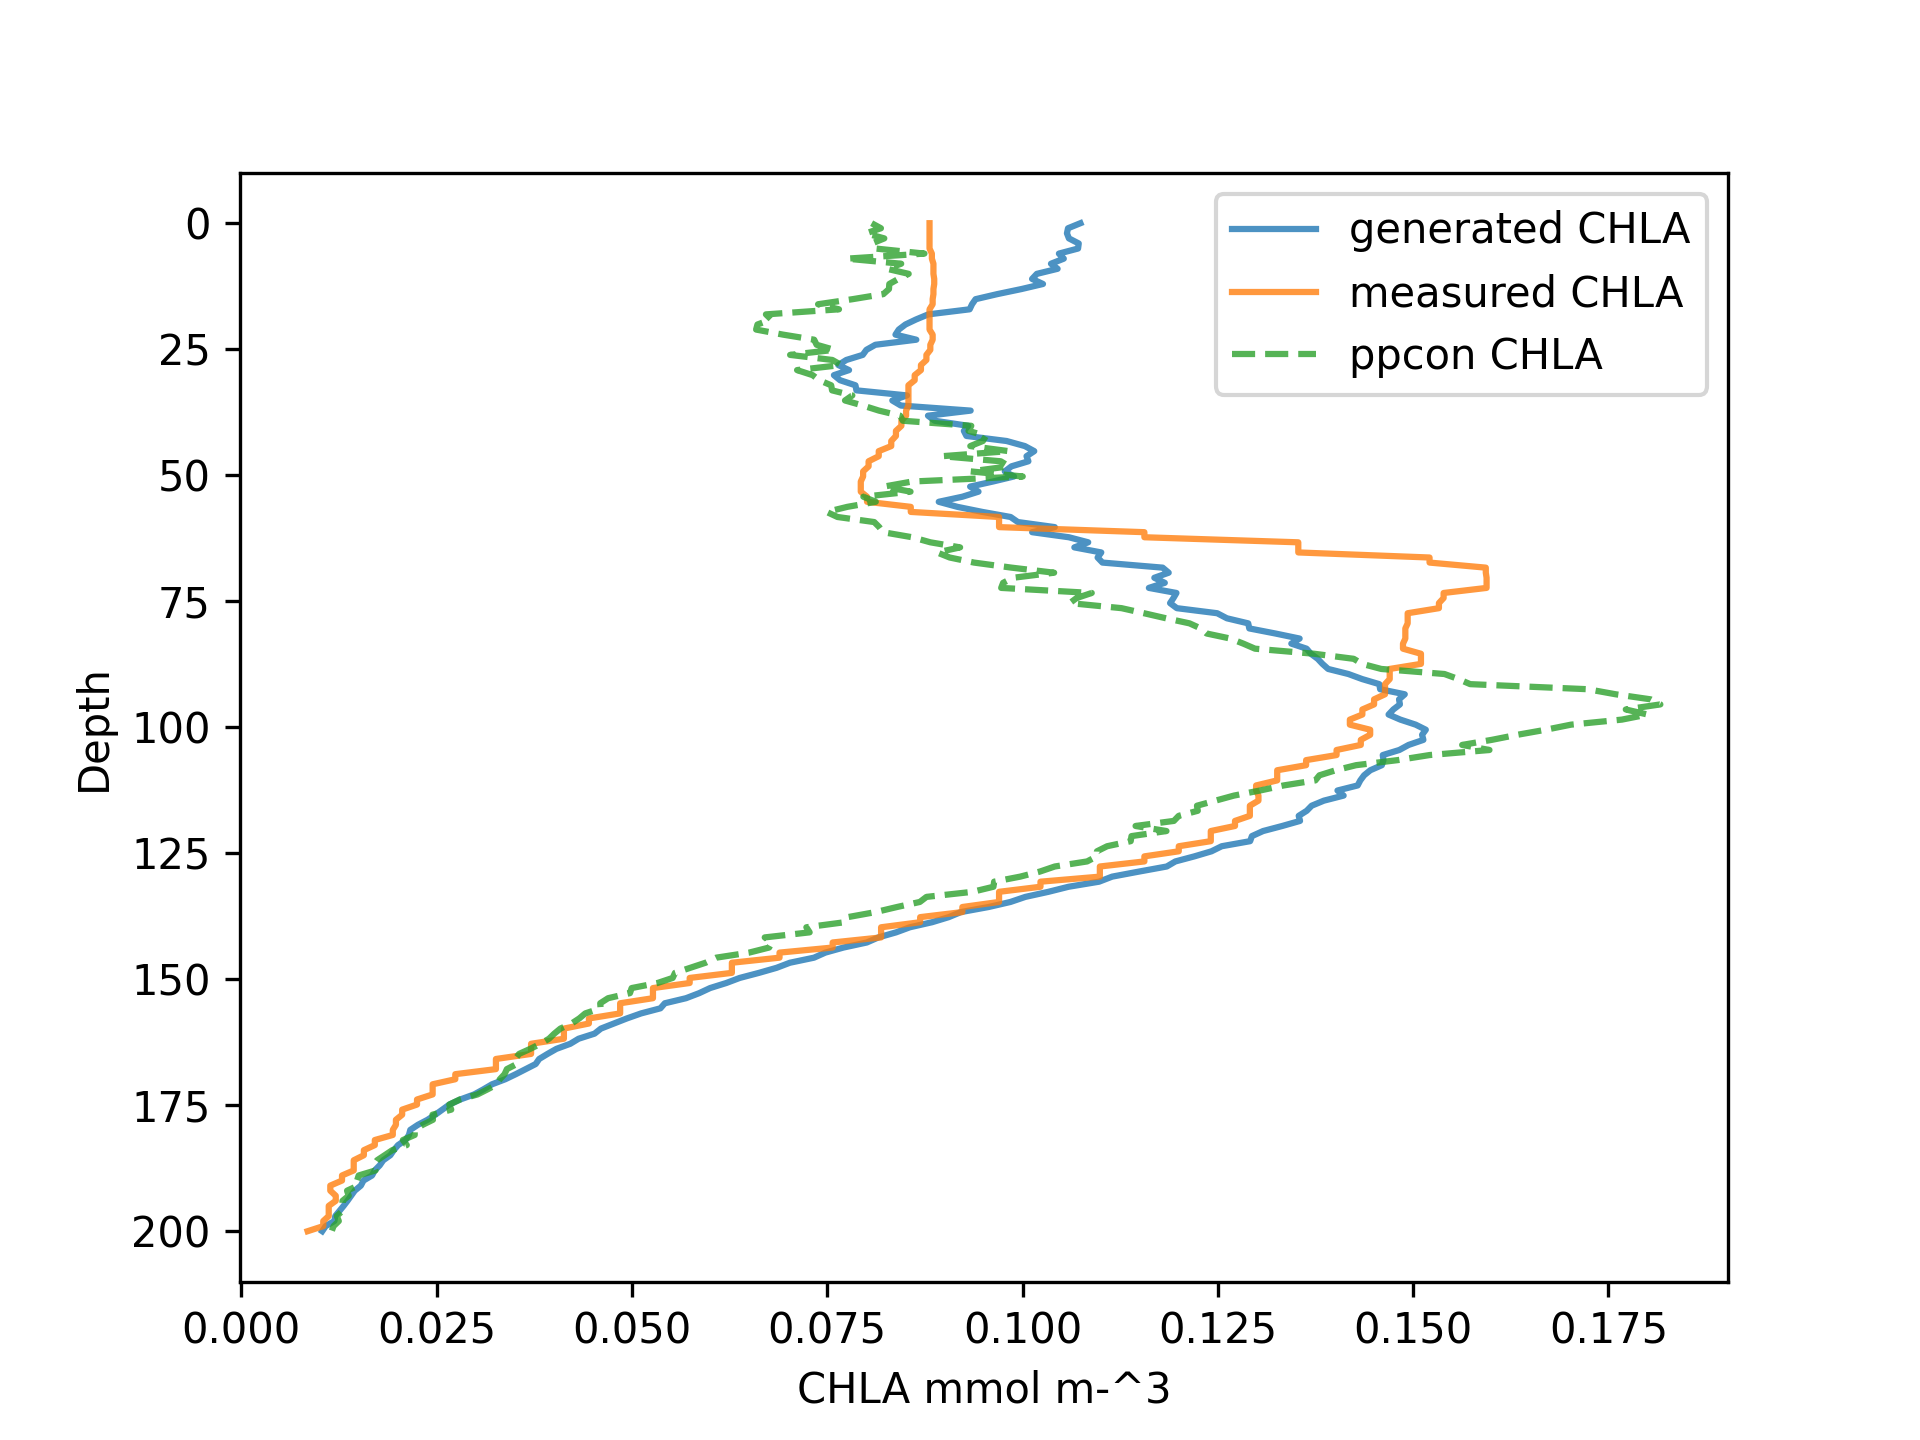 generated CHLA
measured CHLA
ppcon CHLA
0
25
50
75
100
125
150
175
200
Depth
0.000 0.025 0.050 0.075 0.100 0.125 0.150 0.175
CHLA mmol m-^3